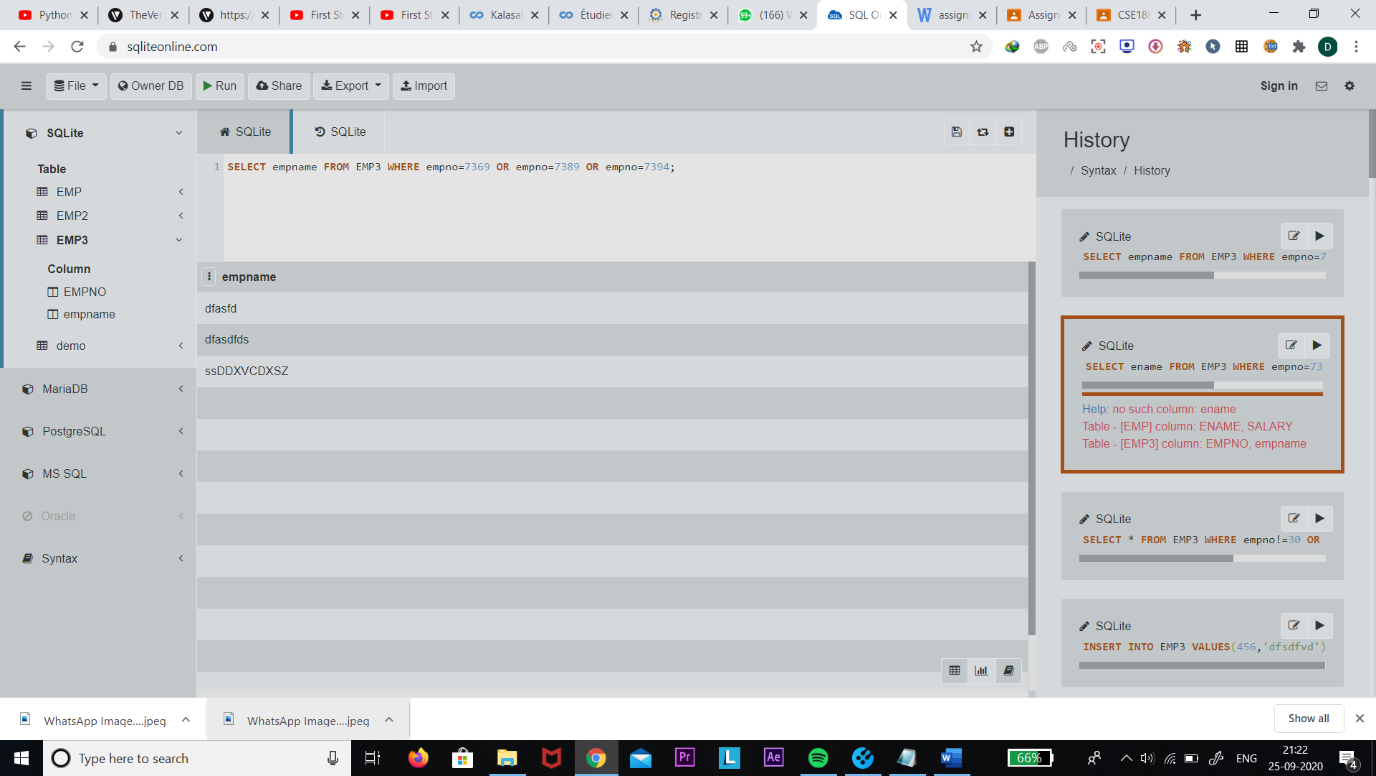 Python
TheVer
https:/
First St
First St
Kalasal
Étudier
Registr
99+
(166) W
SQL O
assignr
Assign
CSE18
sqliteonline.com
ABP
D
File
Owner DB
Run
Share
Export
Import
Sign in
SQLite
Table
EMP
EMP2
EMP3
Column
EMPNO
empname
demo
MariaDB
PostgreSQL
MS SQL
Oracle
Syntax
SQLite
SQLite
1 SELECT empname FROM EMP3 WHERE empno=7369 OR empno=7389 OR empno=7394;
empname
dfasfd
dfasdfds
ssDDXVCDXSZ
History
/ Syntax / History
SQLite
SELECT empname FROM EMP3 WHERE empno=7
SQLite
SELECT ename FROM EMP3 WHERE empno=73
Help: no such column: ename
Table - [EMP] column: ENAME, SALARY
Table - [EMP3] column: EMPNO, empname
SQLite
SELECT * FROM EMP3 WHERE empno!=30 OR
SQLite
INSERT INTO EMP3 VALUES(456,'dfsdfvd')
WhatsApp Image....jpeg
WhatsApp Image....jpeg
Show all
Type here to search
Pr
L
Ae
W
66%
ENG
21:22
25-09-2020
4